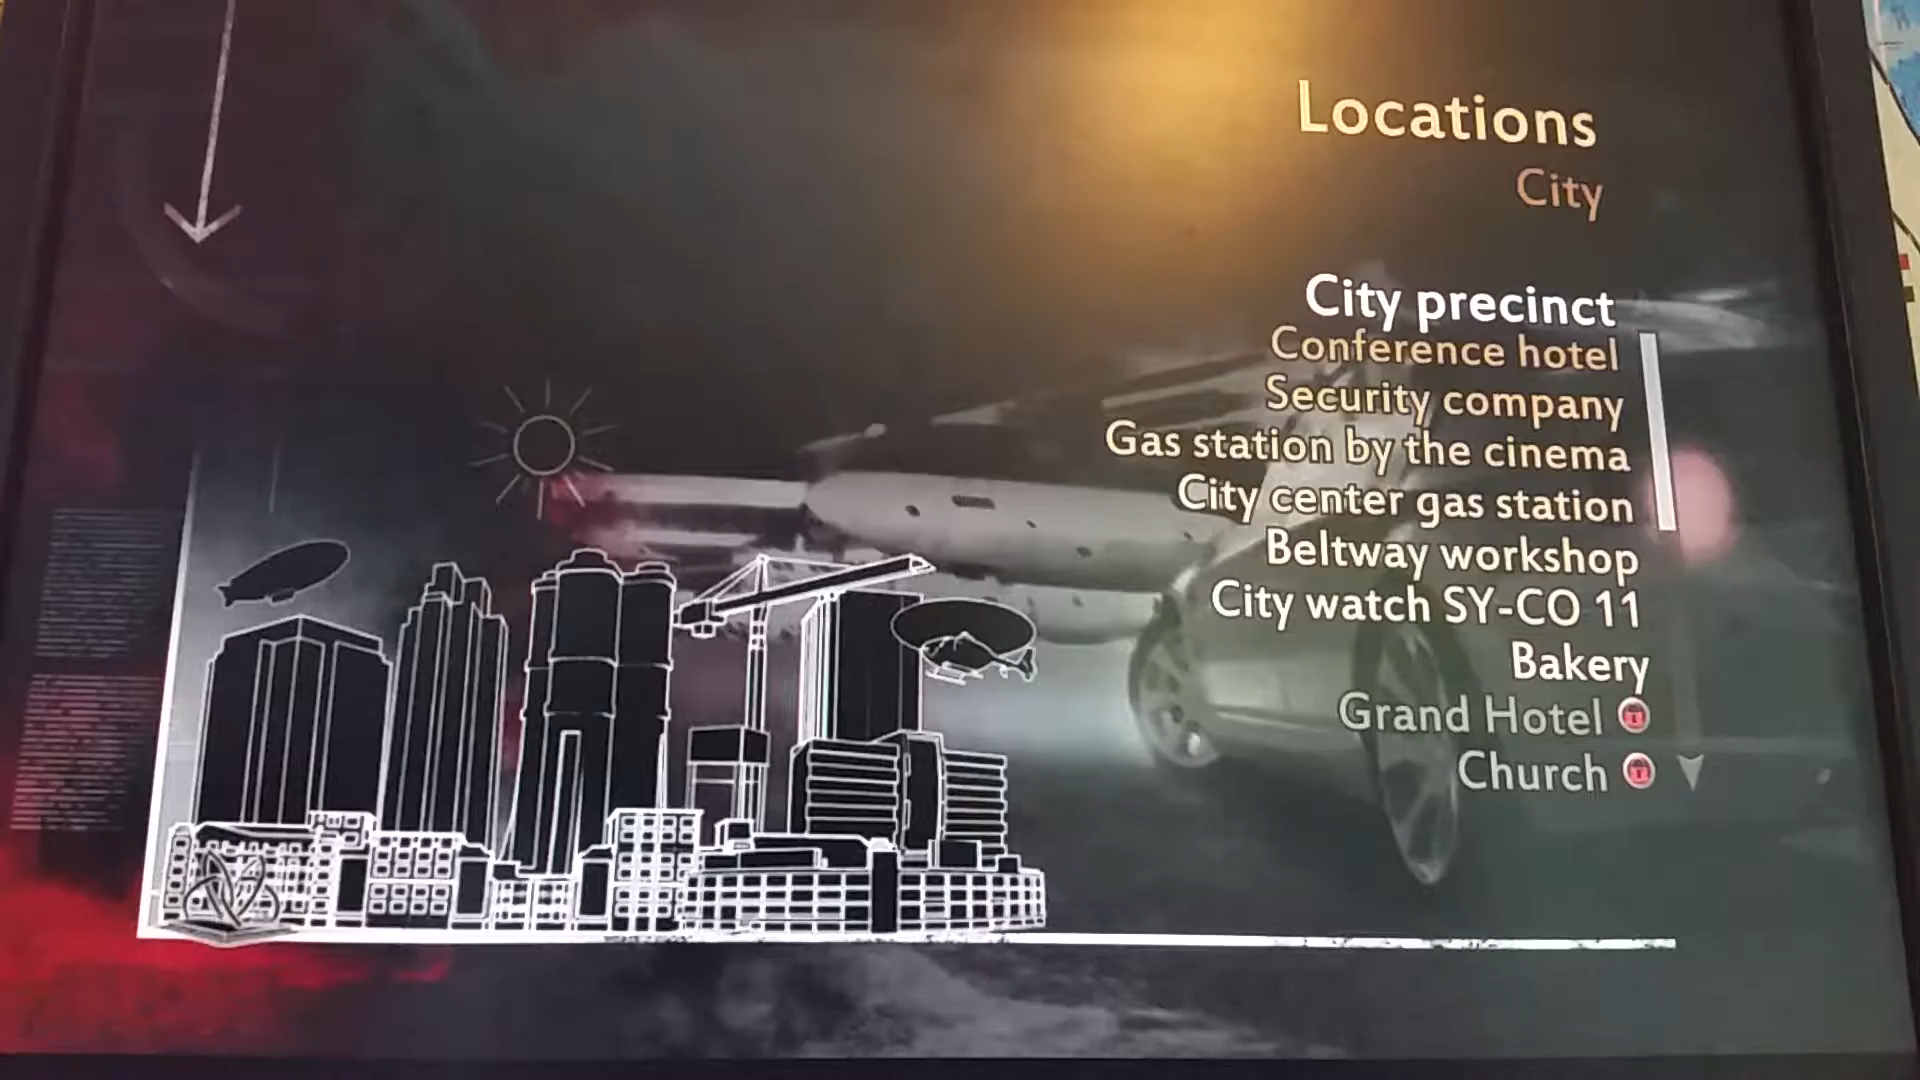 Locations
City
City precinct
Conference hotel
Security company
Gas station by the cinema
City center gas station
Beltway workshop
City watch SY-CO 11
Bakery
Grand Hotel
Church